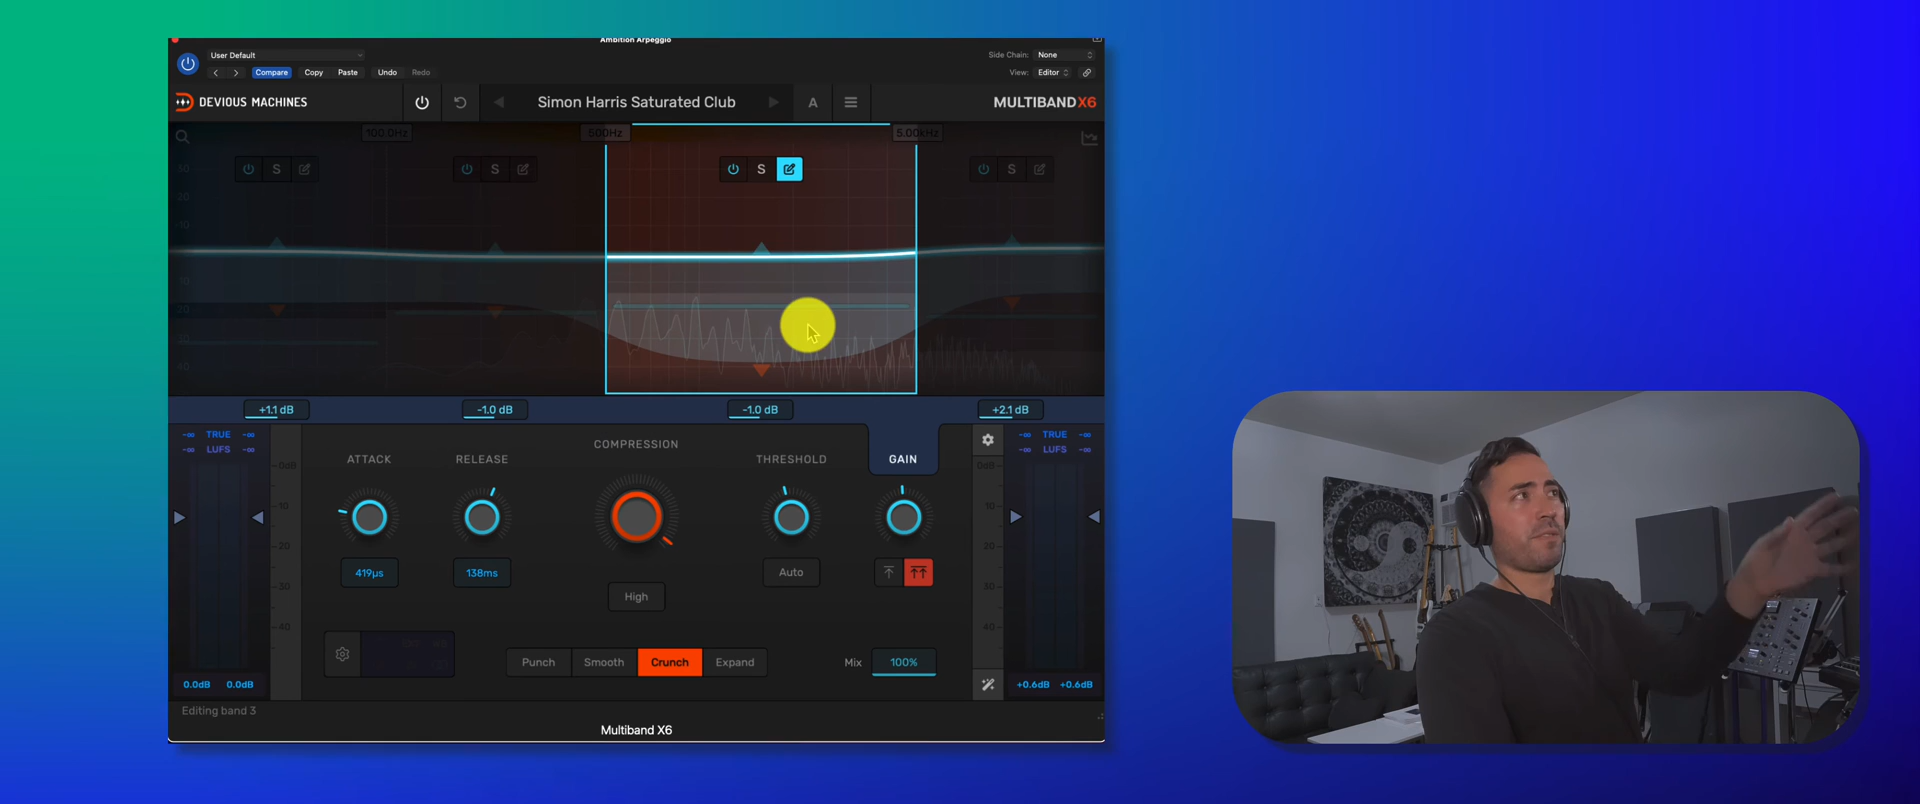 Ambition Arpeggio
User Default
Side Chain: None
Compare Copy Paste Undo Redo
View: Editor
DEVIOUS MACHINES
Simon Harris Saturated Club
A
MULTIBANDX6
100.0Hz
500Hz
5.00kHz
S
S
S
S
+1.1 dB
-1.0 dB
-1.0 dB
+2.1 dB
-∞ TRUE -∞
-∞ LUFS -∞
-∞ TRUE -∞
-∞ LUFS -∞
COMPRESSION
ATTACK
RELEASE
THRESHOLD
GAIN
419µs
138ms
High
Auto
Punch
Smooth
Crunch
Expand
Mix
100%
0.0dB 0.0dB
+0.6dB +0.6dB
Editing band 3
Multiband X6